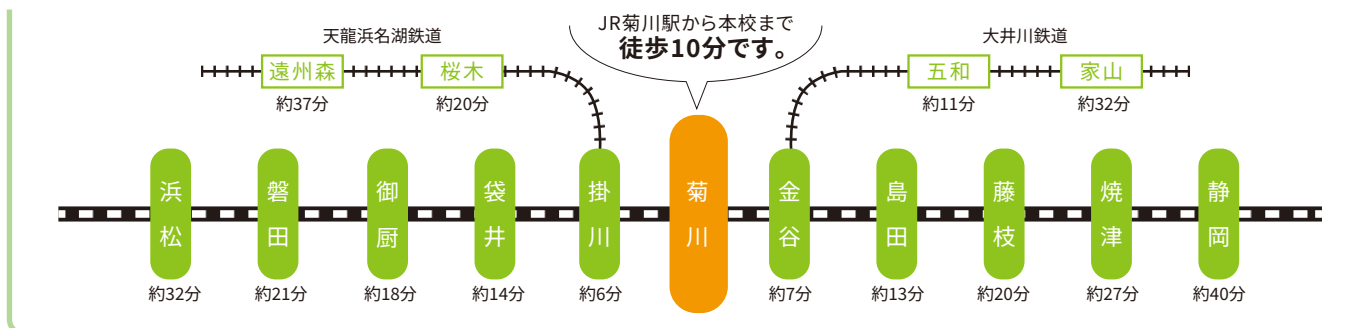 JR菊川駅から本校まで
徒歩10分です。
天龍浜名湖鉄道
大井川鉄道
遠州森
桜木
五和
家山
約37分
約20分
約11分
約32分
浜松
磐田
御厨
袋井
掛川
菊川
金谷
島田
藤枝
焼津
静岡
約32分
約21分
約18分
約14分
約6分
約7分
約13分
約20分
約27分
約40分